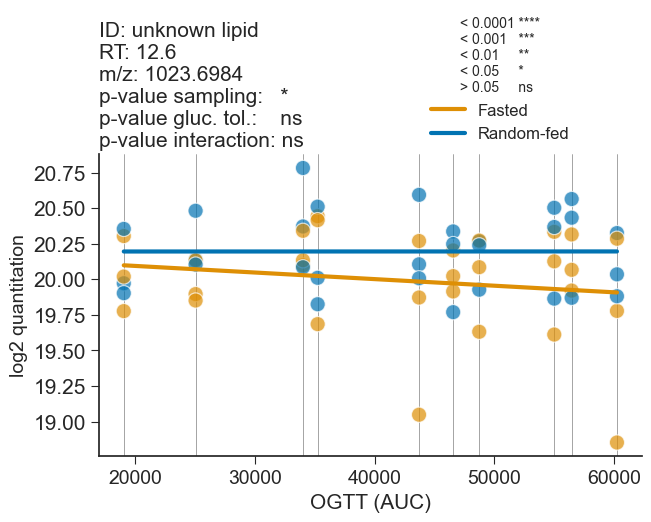 ID: unknown lipid
RT: 12.6
m/z: 1023.6984
p-value sampling: *
p-value gluc. tol.: ns
p-value interaction: ns
< 0.0001 ****
< 0.001 ***
< 0.01 **
< 0.05 *
> 0.05 ns
Fasted
Random-fed
20.75
20.50
20.25
20.00
19.75
19.50
19.25
19.00
log2 quantitation
20000 30000 40000 50000 60000
OGTT (AUC)